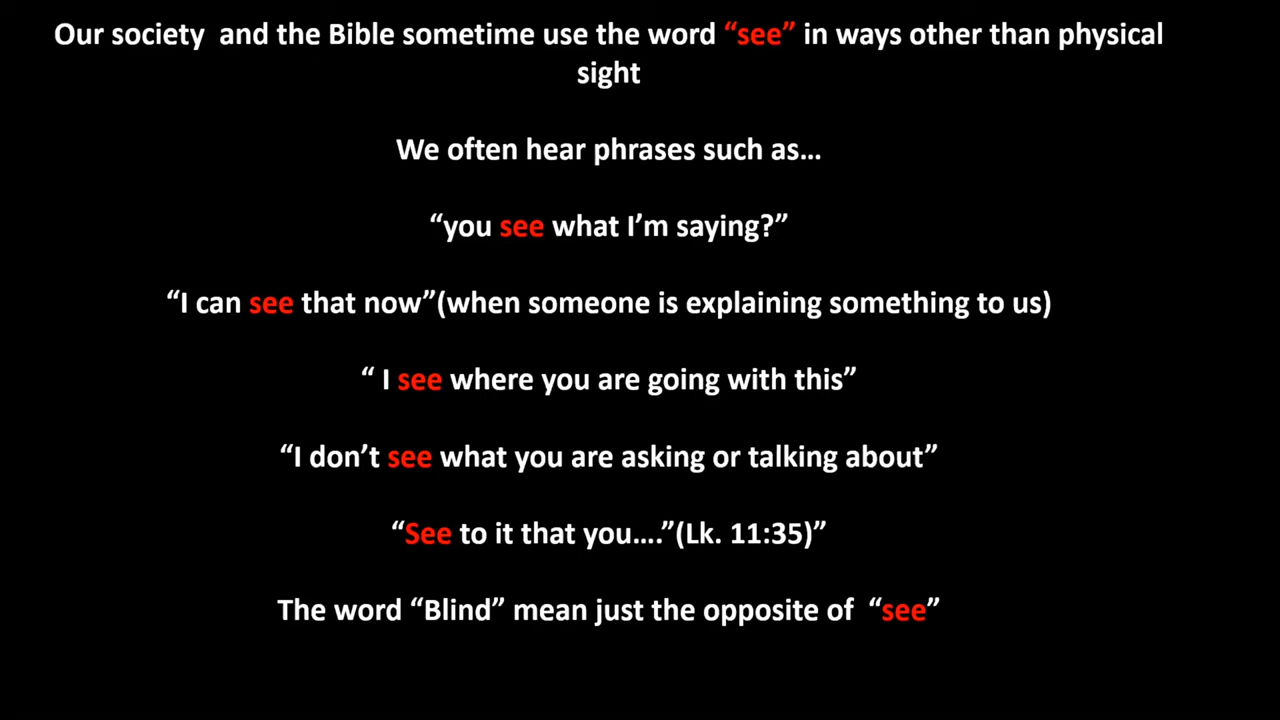 Our society  and the Bible sometime use the word “see” in ways other than physical
sight
We often hear phrases such as…
“you see what I’m saying?”
“I can see that now”(when someone is explaining something to us)
“ I see where you are going with this”
“I don’t see what you are asking or talking about”
“See to it that you….”(Lk. 11:35)”
The word “Blind” mean just the opposite of  “see”